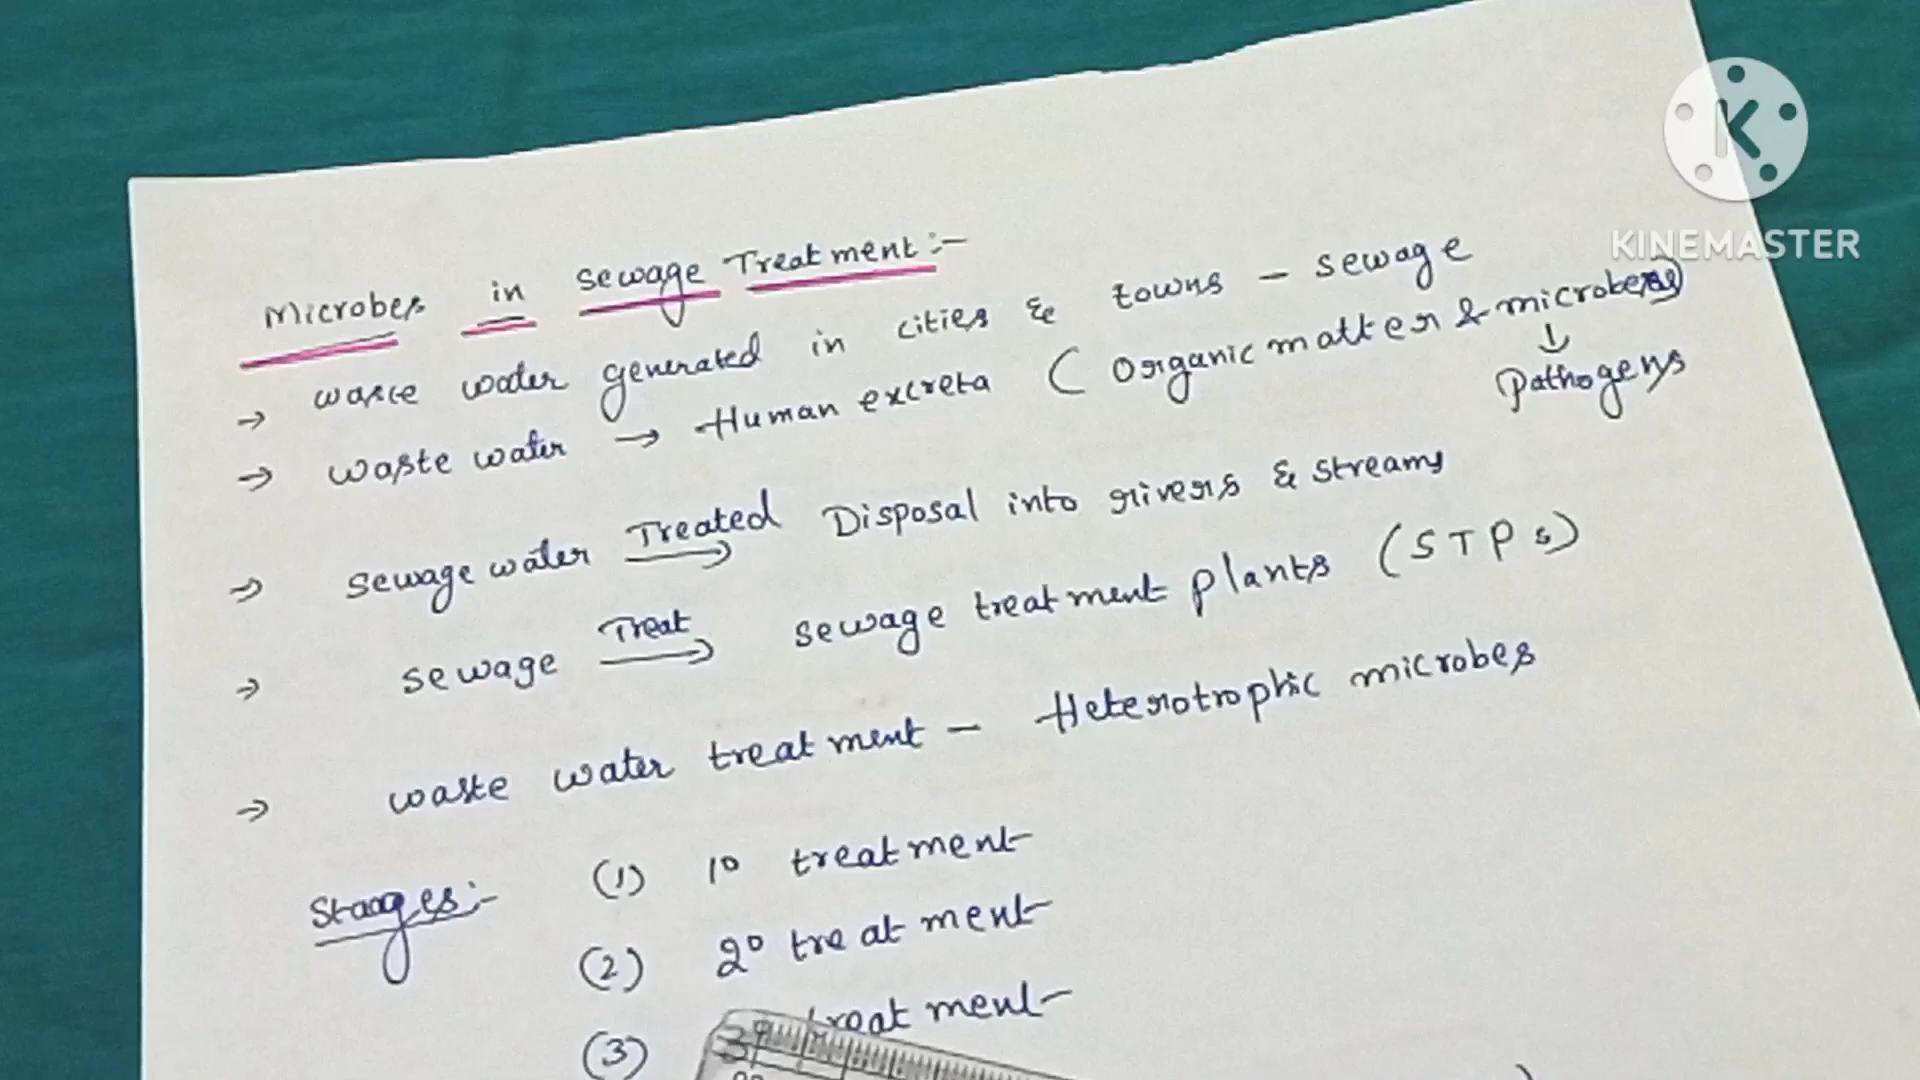 KINEMASTER
Microbes in Sewage Treatment:-
→ waste water generated in cities & towns - sewage
→ waste water → Human excreta (Organic matter & microbes)
↓
Pathogens
→ sewage water Treated → Disposal into rivers & streams
→ sewage Treat → sewage treatment plants (STPs)
→ waste water treatment - Heterotrophic microbes
Stages:- (1) 1° treatment
(2) 2° treatment
(3) treatment